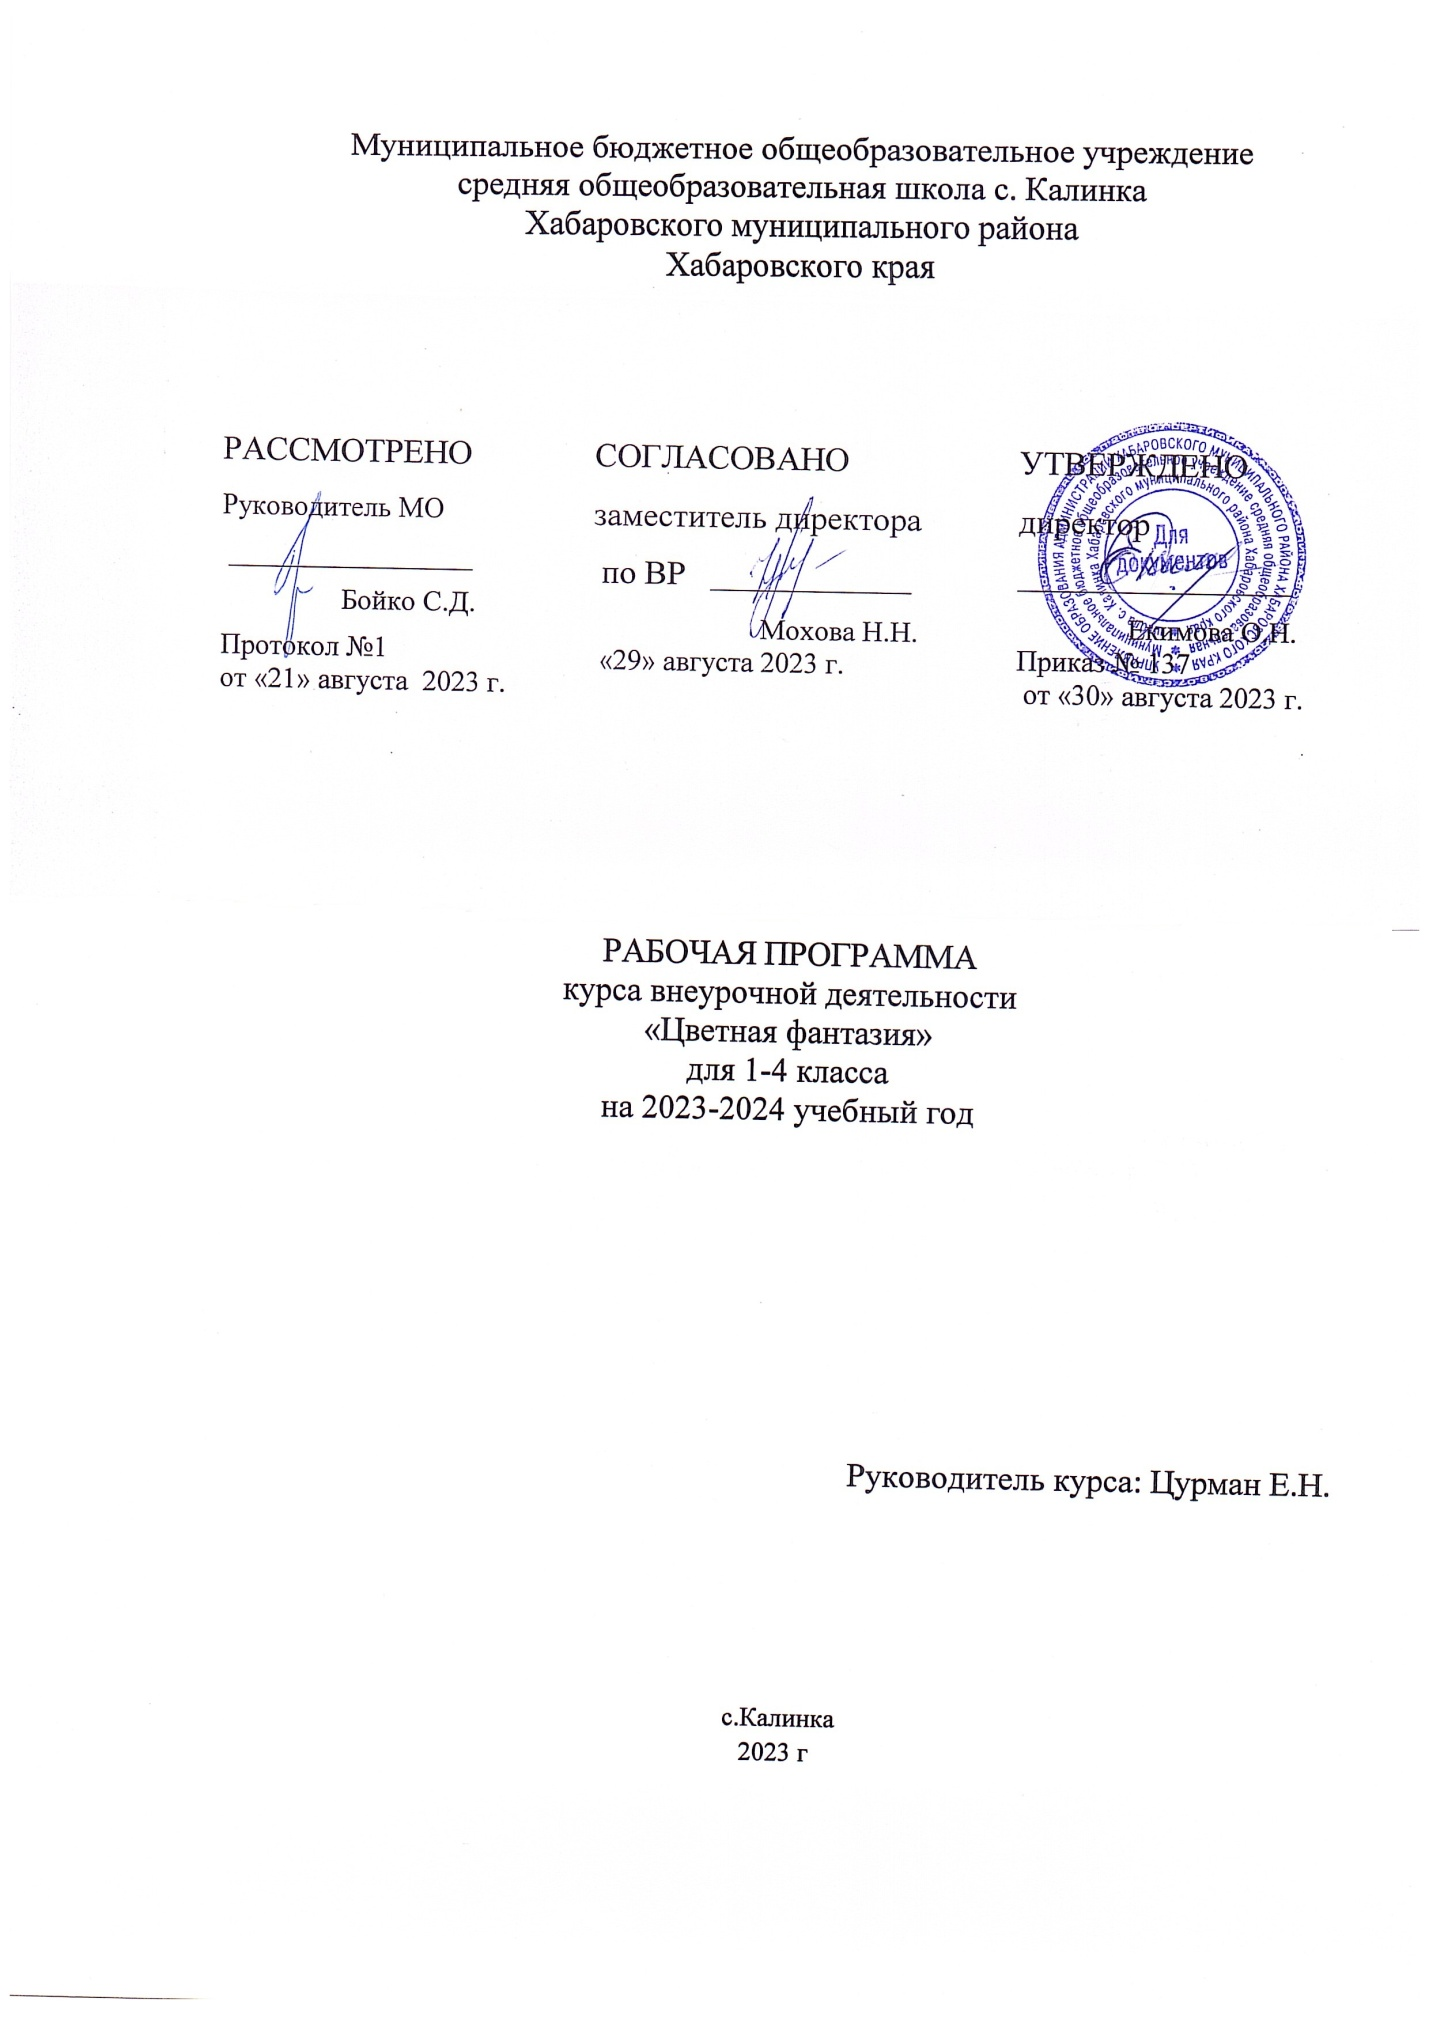 Муниципальное бюджетное общеобразовательное учреждение
средняя общеобразовательная школа с. Калинка
Хабаровского муниципального района
Хабаровского края
РАССМОТРЕНО
Руководитель МО
Бойко С.Д.
Протокол №1
от «21» августа 2023 г.
СОГЛАСОВАНО
заместитель директора
по ВР
Мохова Н.Н.
«29» августа 2023 г.
УТВЕРЖДЕНО
директор
Екимова О.Н.
Приказ № 137
от «30» августа 2023 г.
Для
документов
РАБОЧАЯ ПРОГРАММА
курса внеурочной деятельности
«Цветная фантазия»
для 1-4 класса
на 2023-2024 учебный год
Руководитель курса: Цурман Е.Н.
с.Калинка
2023 г